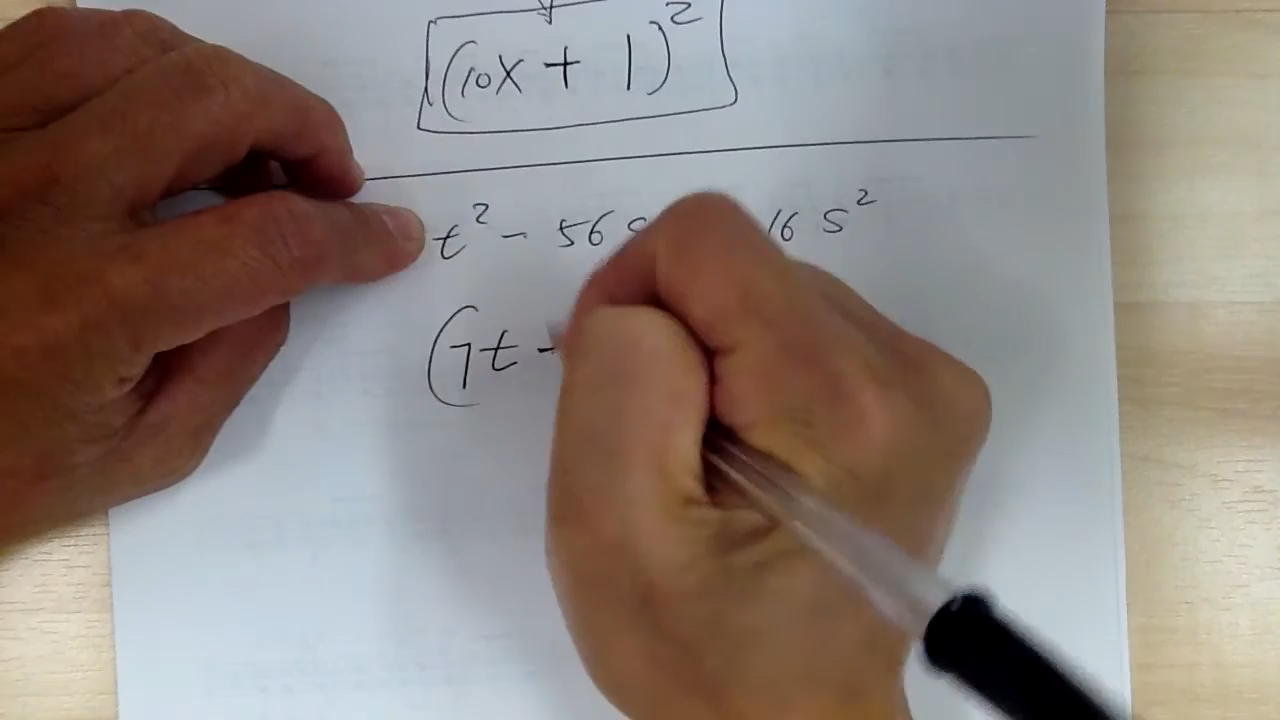 (10x + 1)²
t² - 56 16 s²
(7t -